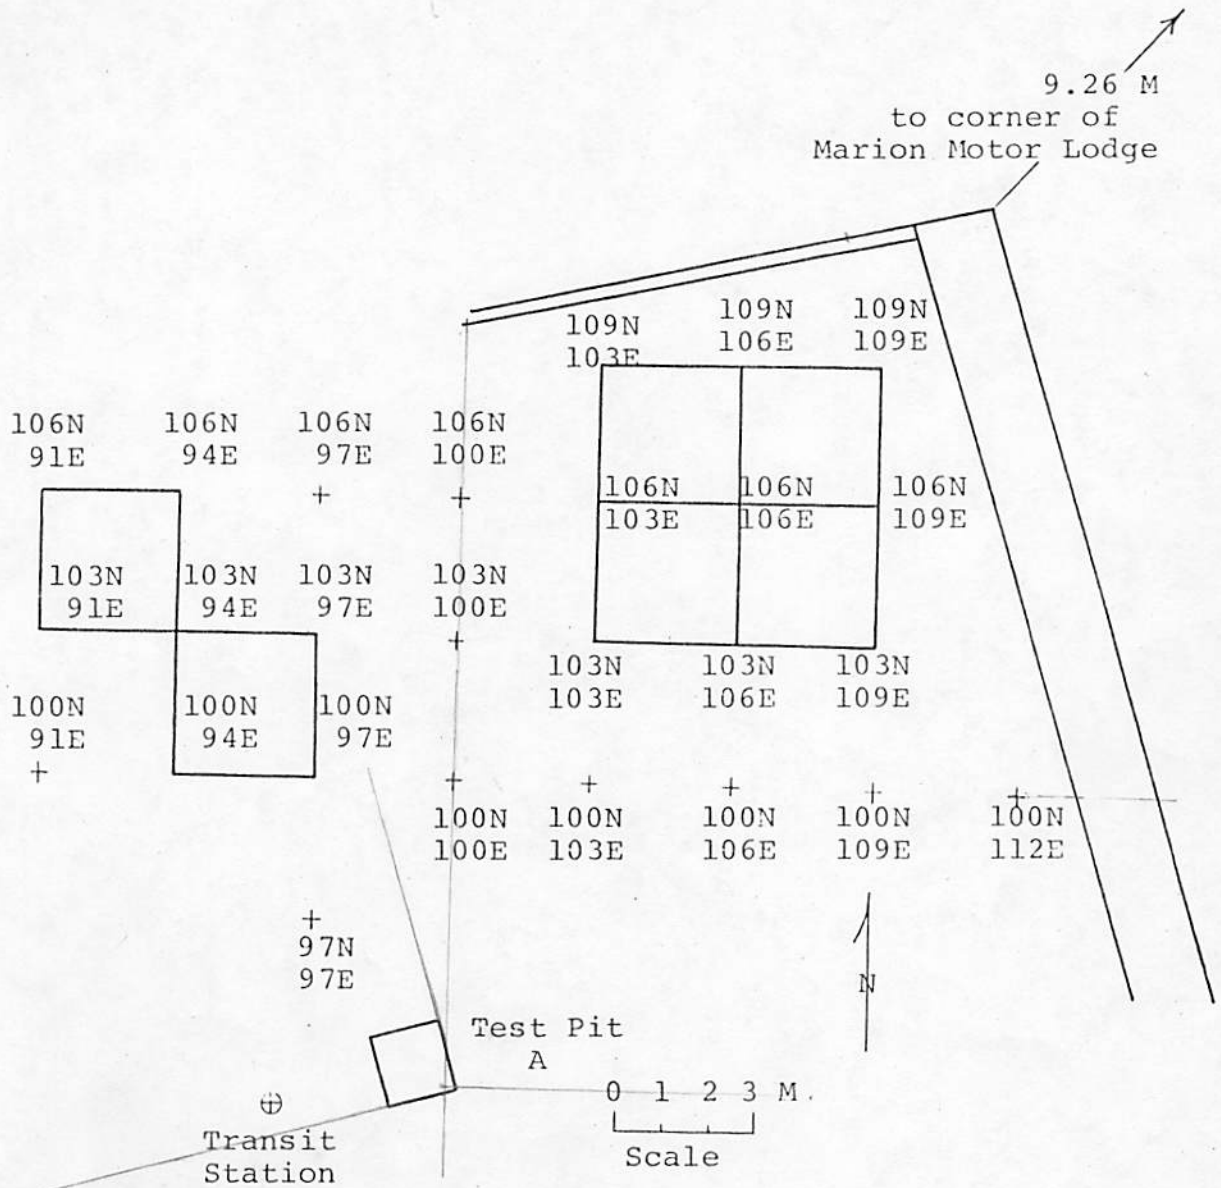 9.26 M
to corner of
Marion Motor Lodge
109N
103E
109N
106E
109N
109E
106N
91E
106N
94E
106N
97E
106N
100E
106N
103E
106N
106E
106N
109E
103N
91E
103N
94E
103N
97E
103N
100E
103N
103E
103N
106E
103N
109E
100N
91E
100N
94E
100N
97E
100N
100E
100N
103E
100N
106E
100N
109E
100N
112E
97N
97E
N
Test Pit
A
0 1 2 3 M.
Scale
Transit
Station